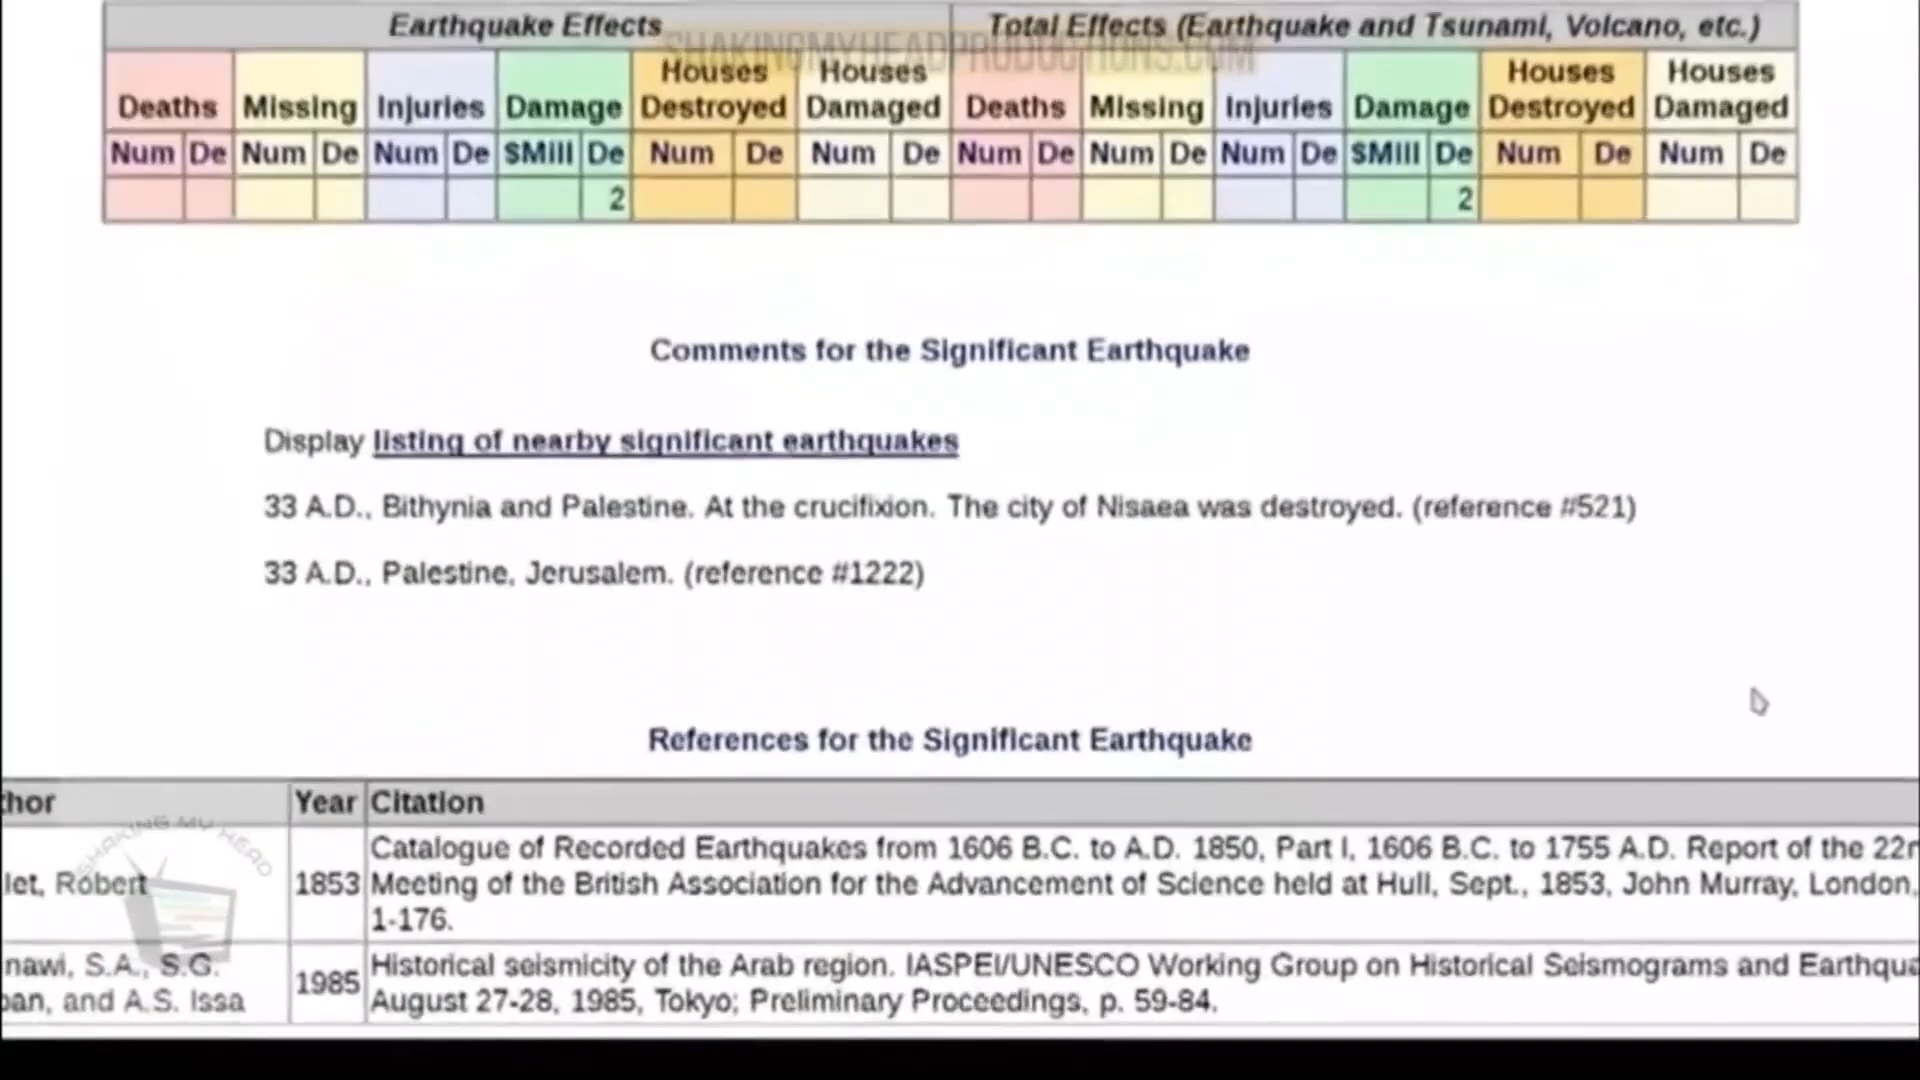 Earthquake Effects Total Effects (Earthquake and Tsunami, Volcano, etc.)
SHAKINGMYHEADPRODUCTIONS.COM
Deaths Missing Injuries Damage Houses Destroyed Houses Damaged Deaths Missing Injuries Damage Houses Destroyed Houses Damaged
Num De Num De Num De $Mill De Num De Num De Num De Num De Num De $Mill De Num De Num De
2 2
Comments for the Significant Earthquake
Display listing of nearby significant earthquakes
33 A.D., Bithynia and Palestine. At the crucifixion. The city of Nisaea was destroyed. (reference #521)
33 A.D., Palestine, Jerusalem. (reference #1222)
References for the Significant Earthquake
thor Year Citation
SHAKING MY HEAD
let, Robert 1853 Catalogue of Recorded Earthquakes from 1606 B.C. to A.D. 1850, Part I, 1606 B.C. to 1755 A.D. Report of the 22n
Meeting of the British Association for the Advancement of Science held at Hull, Sept., 1853, John Murray, London,
1-176.
nawi, S.A., S.G. 1985 Historical seismicity of the Arab region. IASPEI/UNESCO Working Group on Historical Seismograms and Earthqua
ban, and A.S. Issa August 27-28, 1985, Tokyo; Preliminary Proceedings, p. 59-84.